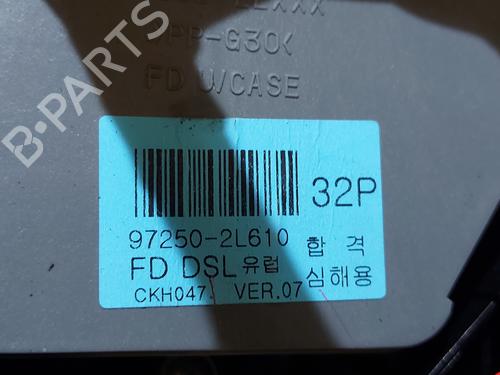 PP-G30<
FD U/CASE
B-PARTS
32P
97250-2L610 합 격
FD DSL 유럽 심해용
CKH047. VER.07